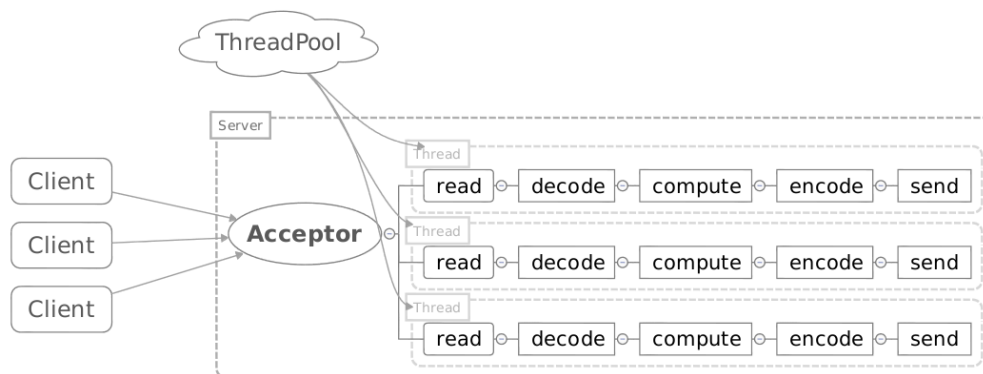 ThreadPool
Server
Thread
Client
read decode compute encode send
Acceptor
Client
Thread
read decode compute encode send
Client
Thread
read decode compute encode send